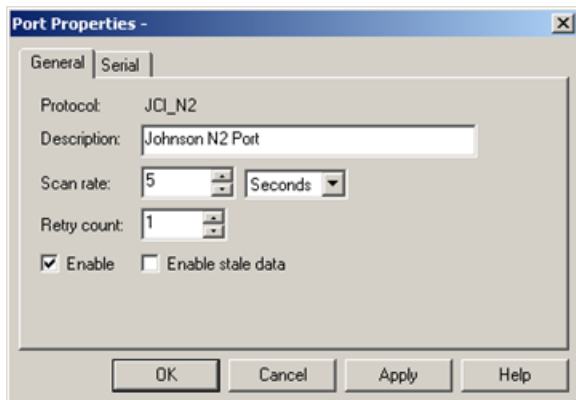 Port Properties -
General Serial
Protocol: JCI_N2
Description: Johnson N2 Port
Scan rate: 5 Seconds
Retry count: 1
Enable Enable stale data
OK Cancel Apply Help